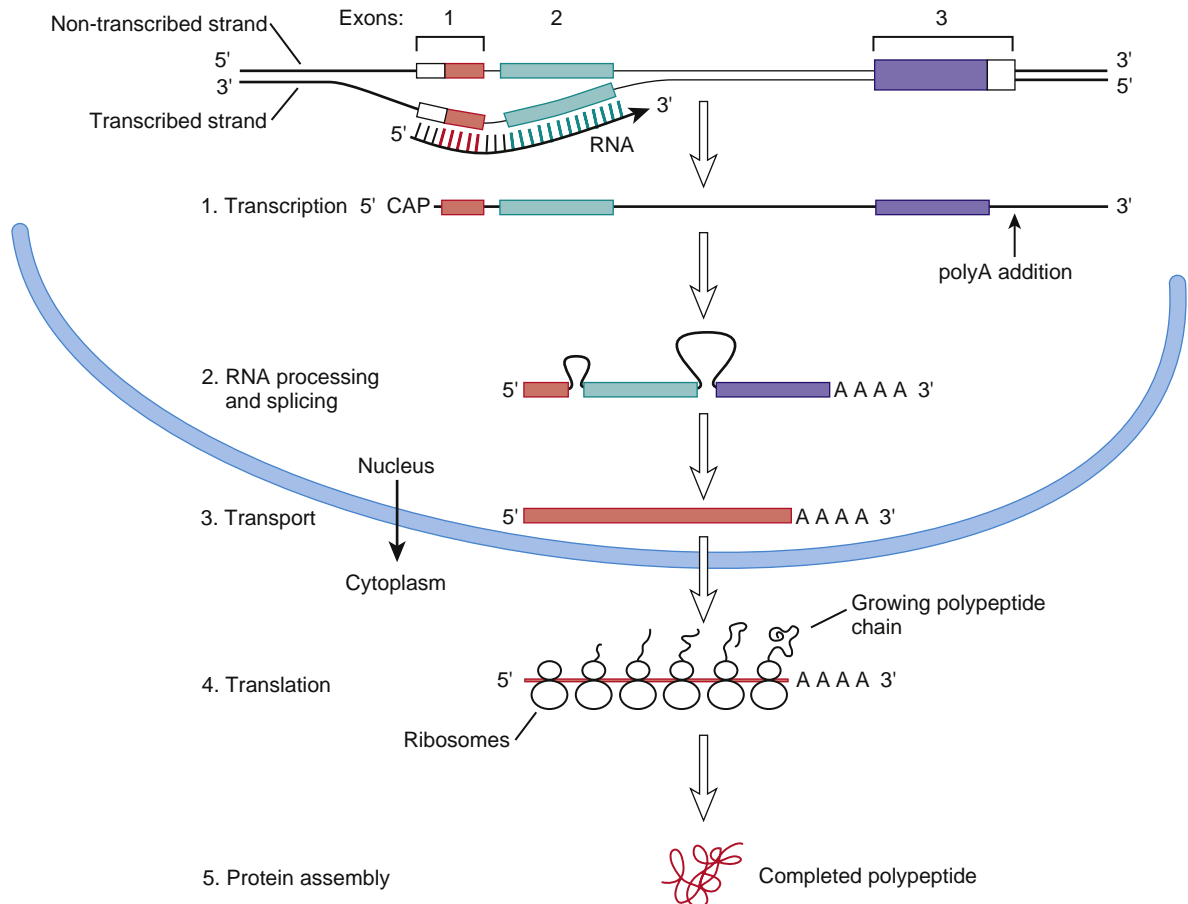 Exons: 1 2 3
Non-transcribed strand
5' 3'
3' 5'
Transcribed strand
5' 3'
RNA
1. Transcription 5' CAP 3'
polyA addition
2. RNA processing
and splicing
5' A A A A 3'
Nucleus
3. Transport
5' A A A A 3'
Cytoplasm
Growing polypeptide
chain
4. Translation
5' A A A A 3'
Ribosomes
5. Protein assembly
Completed polypeptide